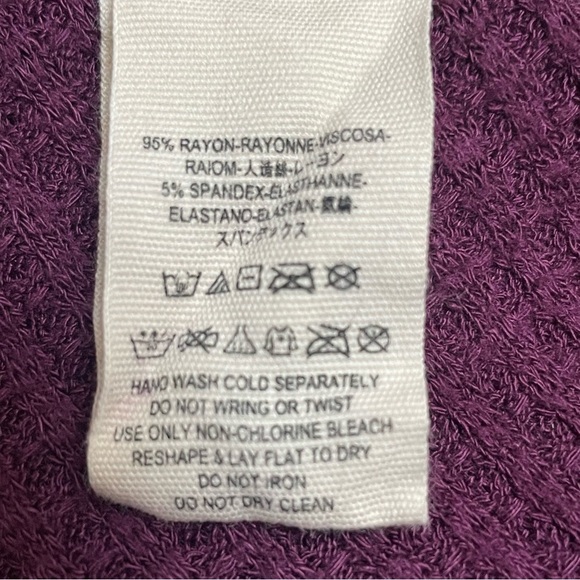 95% RAYON-RAYONNE-VISCOSA-
RAIOM-人造絲-レーヨン
5% SPANDEX-ELASTHANNE-
ELASTANO-ELASTAN-
スパンデックス
HAND WASH COLD SEPARATELY
DO NOT WRING OR TWIST
USE ONLY NON-CHLORINE BLEACH
RESHAPE & LAY FLAT TO DRY
DO NOT IRON
DO NOT DRY CLEAN